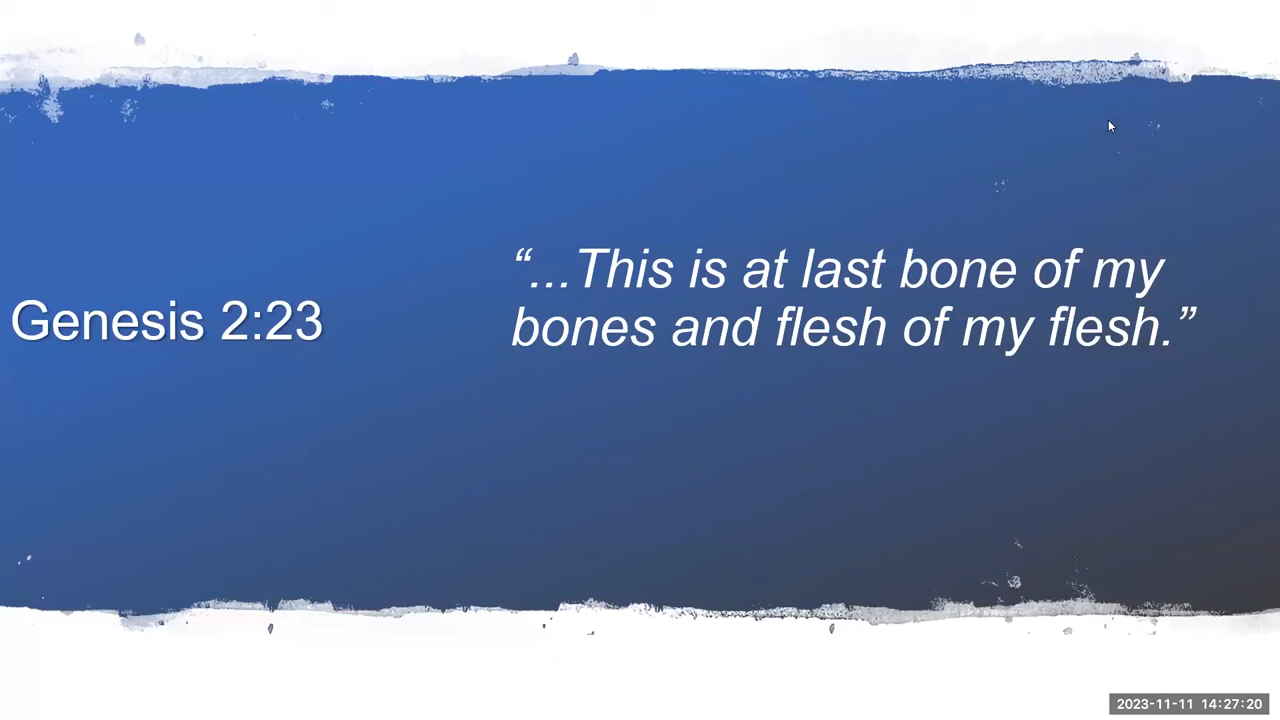 Genesis 2:23
“...This is at last bone of my
bones and flesh of my flesh.”
2023-11-11 14:27:20